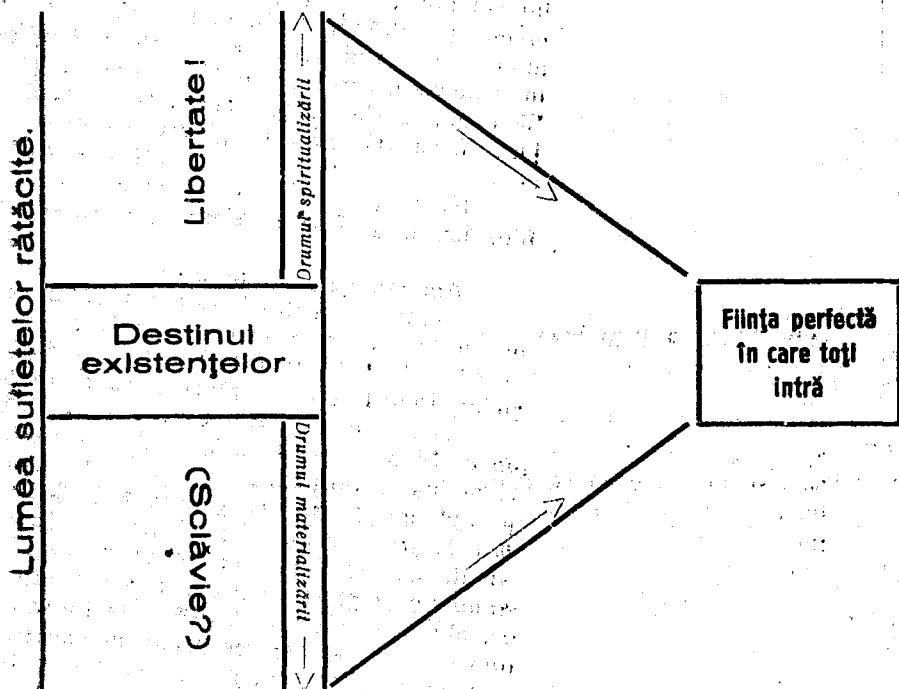 Lumea sufletelor rătăcite.
Libertate!
Drumul spiritualizării
Destinul
existențelor
(Sclăvie?)
Drumul materializării
Ființa perfectă
în care toți
intră